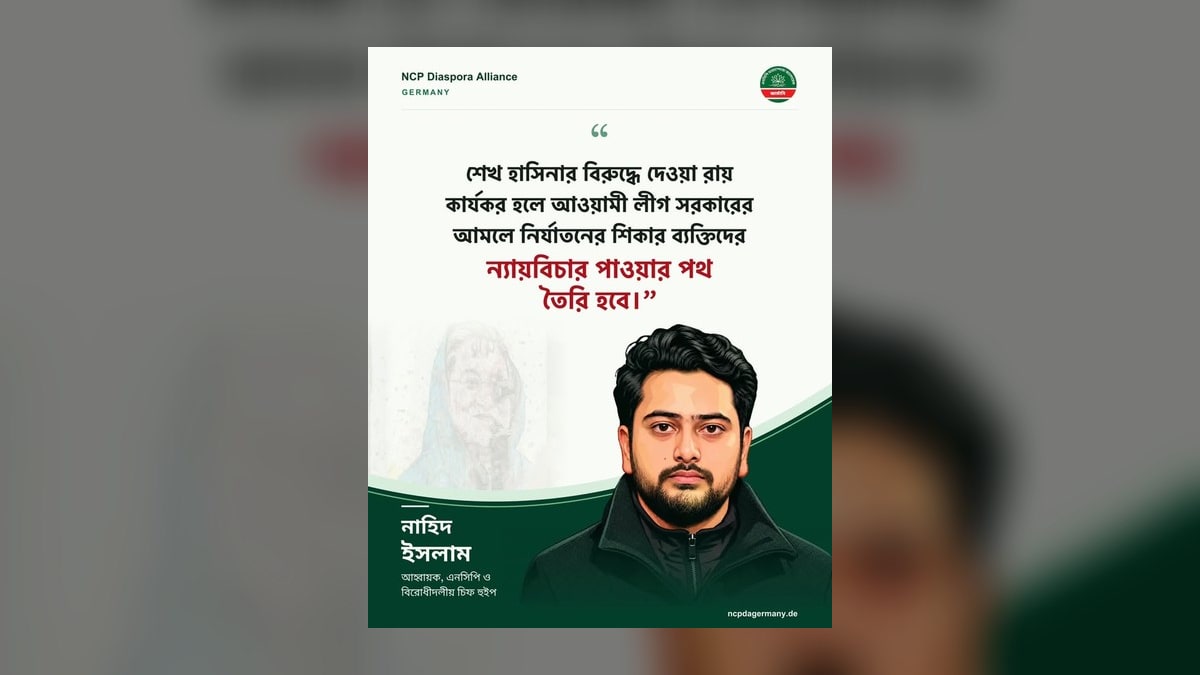 NCP Diaspora Alliance
GERMANY
“
শেখ হাসিনার বিরুদ্ধে দেওয়া রায়
কার্যকর হলে আওয়ামী লীগ সরকারের
আমলে নির্যাতনের শিকার ব্যক্তিদের
ন্যায়বিচার পাওয়ার পথ
তৈরি হবে।”
নাহিদ
ইসলাম
আহ্বায়ক, এনসিপি ও
বিরোধীদলীয় চিফ হুইপ
ncpdagermany.de